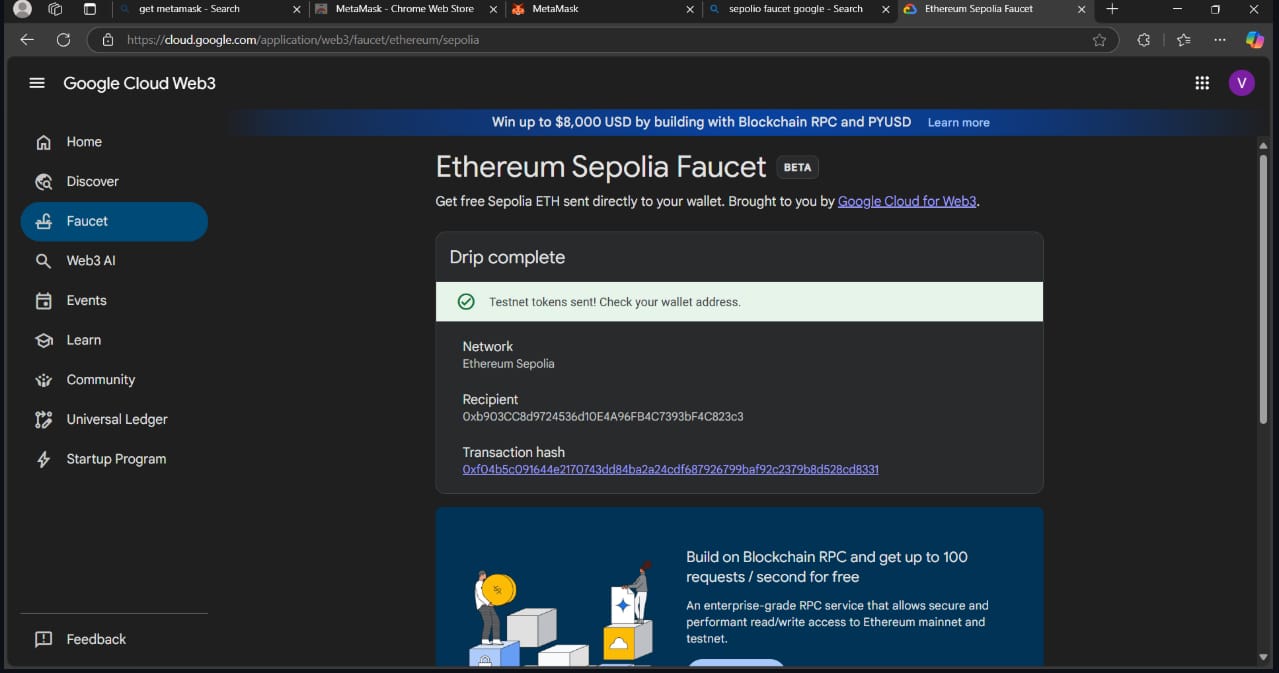 get metamask - Search
MetaMask - Chrome Web Store
MetaMask
sepolio faucet google - Search
Ethereum Sepolia Faucet
https://cloud.google.com/application/web3/faucet/ethereum/sepolia
Google Cloud Web3
V
Win up to $8,000 USD by building with Blockchain RPC and PYUSD Learn more
Home
Discover
Faucet
Web3 AI
Events
Learn
Community
Universal Ledger
Startup Program
Feedback
Ethereum Sepolia Faucet BETA
Get free Sepolia ETH sent directly to your wallet. Brought to you by Google Cloud for Web3.
Drip complete
Testnet tokens sent! Check your wallet address.
Network
Ethereum Sepolia
Recipient
0xb903CC8d9724536d10E4A96FB4C7393bF4C823c3
Transaction hash
0xf04b5c091644e2170743dd84ba2a24cdf687926799baf92c2379b8d528cd8331
Build on Blockchain RPC and get up to 100
requests / second for free
An enterprise-grade RPC service that allows secure and
performant read/write access to Ethereum mainnet and
testnet.